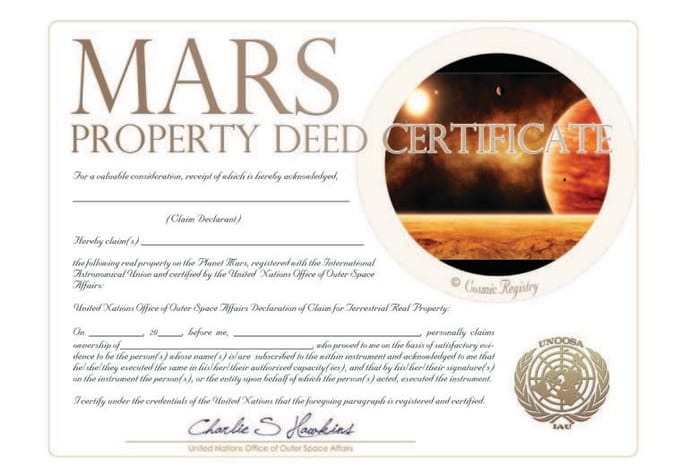 MARS
PROPERTY DEED CERTIFICATE
For a valuable consideration, receipt of which is hereby acknowledged,
(Claim Declarant)
Hereby claim(s)
the following real property on the Planet Mars, registered with the International
Astronomical Union and certified by the United Nations Office of Outer Space
Affairs:
United Nations Office of Outer Space Affairs Declaration of Claim for Terrestrial Real Property:
On ________, 20____, before me, ________, personally claims
ownership of ________, who proved to me on the basis of satisfactory evi-
dence to be the person(s) whose name(s) is/are subscribed to the within instrument and acknowledged to me that
he/she/they executed the same in his/her/their authorized capacity(ies), and that by his/her/their signature(s)
on the instrument the person(s), or the entity upon behalf of which the person(s) acted, executed the instrument.
I certify under the credentials of the United Nations that the foregoing paragraph is registered and certified.
Charlie S Hawkins
United Nations Office of Outer Space Affairs
© Cosmic Registry
UNOOSA
IAU